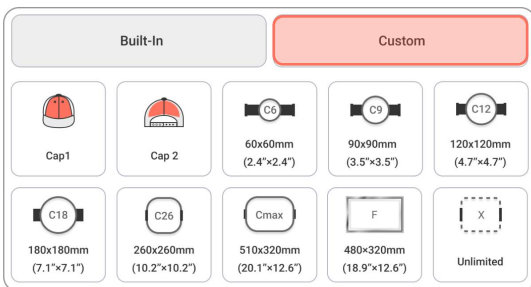 Built-In
Custom
Cap1
Cap 2
C6
60x60mm
(2.4”×2.4”)
C9
90x90mm
(3.5”×3.5”)
C12
120x120mm
(4.7”×4.7”)
C18
180x180mm
(7.1”×7.1”)
C26
260x260mm
(10.2”×10.2”)
Cmax
510x320mm
(20.1”×12.6”)
F
480×320mm
(18.9”×12.6”)
X
Unlimited